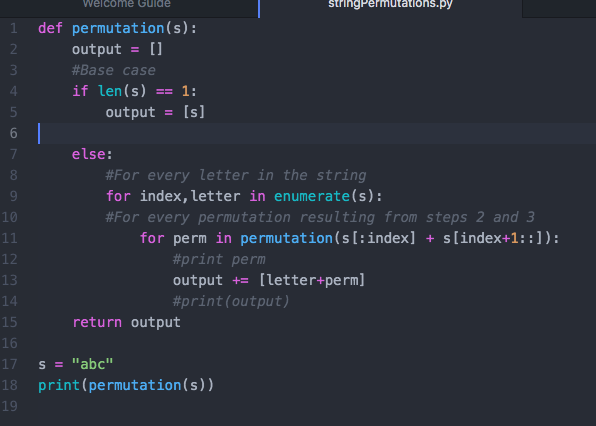 Welcome Guide
stringPermutations.py
1 def permutation(s):
2     output = []
3     #Base case
4     if len(s) == 1:
5         output = [s]
6
7     else:
8         #For every letter in the string
9         for index,letter in enumerate(s):
10         #For every permutation resulting from steps 2 and 3
11             for perm in permutation(s[:index] + s[index+1::]):
12                 #print perm
13                 output += [letter+perm]
14                 #print(output)
15     return output
16
17 s = "abc"
18 print(permutation(s))
19